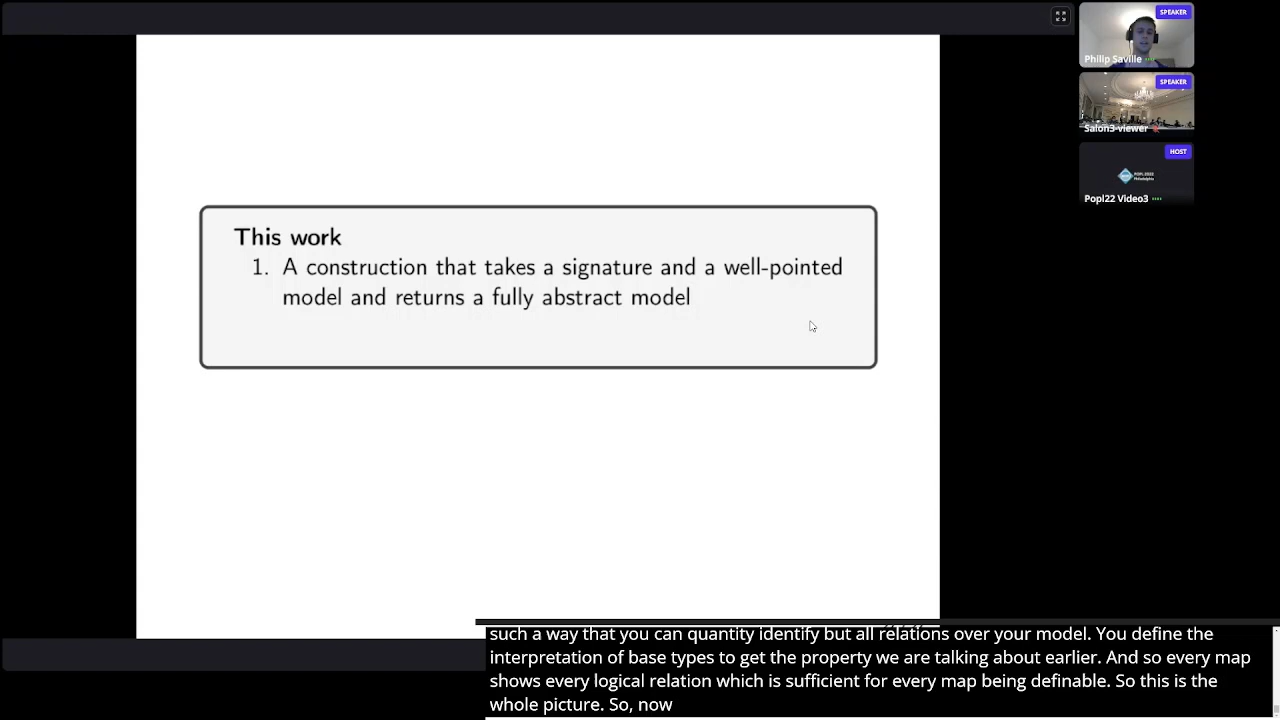 This work
1. A construction that takes a signature and a well-pointed
model and returns a fully abstract model
SPEAKER
Philip Saville
SPEAKER
Salon3-viewer
HOST
POPL 2022
Philadelphia
Popl22 Video3
such a way that you can quantity identify but all relations over your model. You define the
interpretation of base types to get the property we are talking about earlier. And so every map
shows every logical relation which is sufficient for every map being definable. So this is the
whole picture. So, now